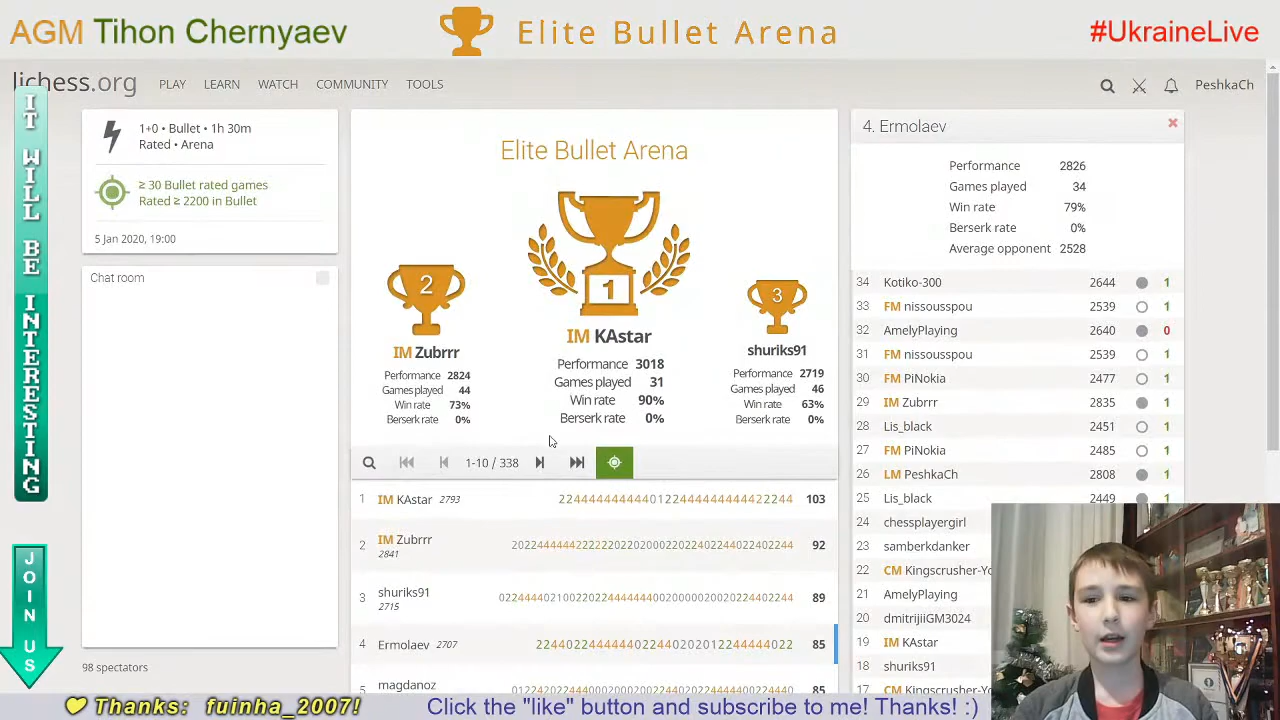 AGM Tihon Chernyaev
Elite Bullet Arena
#UkraineLive
lichess.org
PLAY
LEARN
WATCH
COMMUNITY
TOOLS
PeshkaCh
IT WILL BE INTERESTING
JOIN US
1+0 • Bullet • 1h 30m
Rated • Arena
≥ 30 Bullet rated games
Rated ≥ 2200 in Bullet
5 Jan 2020, 19:00
Chat room
98 spectators
Elite Bullet Arena
2
1
3
IM Zubrrr
Performance 2824
Games played 44
Win rate 73%
Berserk rate 0%
IM KAstar
Performance 3018
Games played 31
Win rate 90%
Berserk rate 0%
shuriks91
Performance 2719
Games played 46
Win rate 63%
Berserk rate 0%
1-10 / 338
1 IM KAstar 2793 103
2 IM Zubrrr 2841 92
3 shuriks91 2715 89
4 Ermolaev 2707 85
5 magdanoz 85
4. Ermolaev
Performance 2826
Games played 34
Win rate 79%
Berserk rate 0%
Average opponent 2528
34 Kotiko-300 2644 1
33 FM nissousspou 2539 1
32 AmelyPlaying 2640 0
31 FM nissousspou 2539 1
30 FM PiNokia 2477 1
29 IM Zubrrr 2835 1
28 Lis_black 2451 1
27 FM PiNokia 2485 1
26 LM PeshkaCh 2808 1
25 Lis_black 2449 1
24 chessplayergirl
23 samberkdanker
22 CM Kingscrusher-Yo
21 AmelyPlaying
20 dmitrijiGM3024
19 IM KAstar
18 shuriks91
17 CM Kingscrusher-Yo
Thanks: fuinha_2007!
Click the "like" button and subscribe to me! Thanks! :)